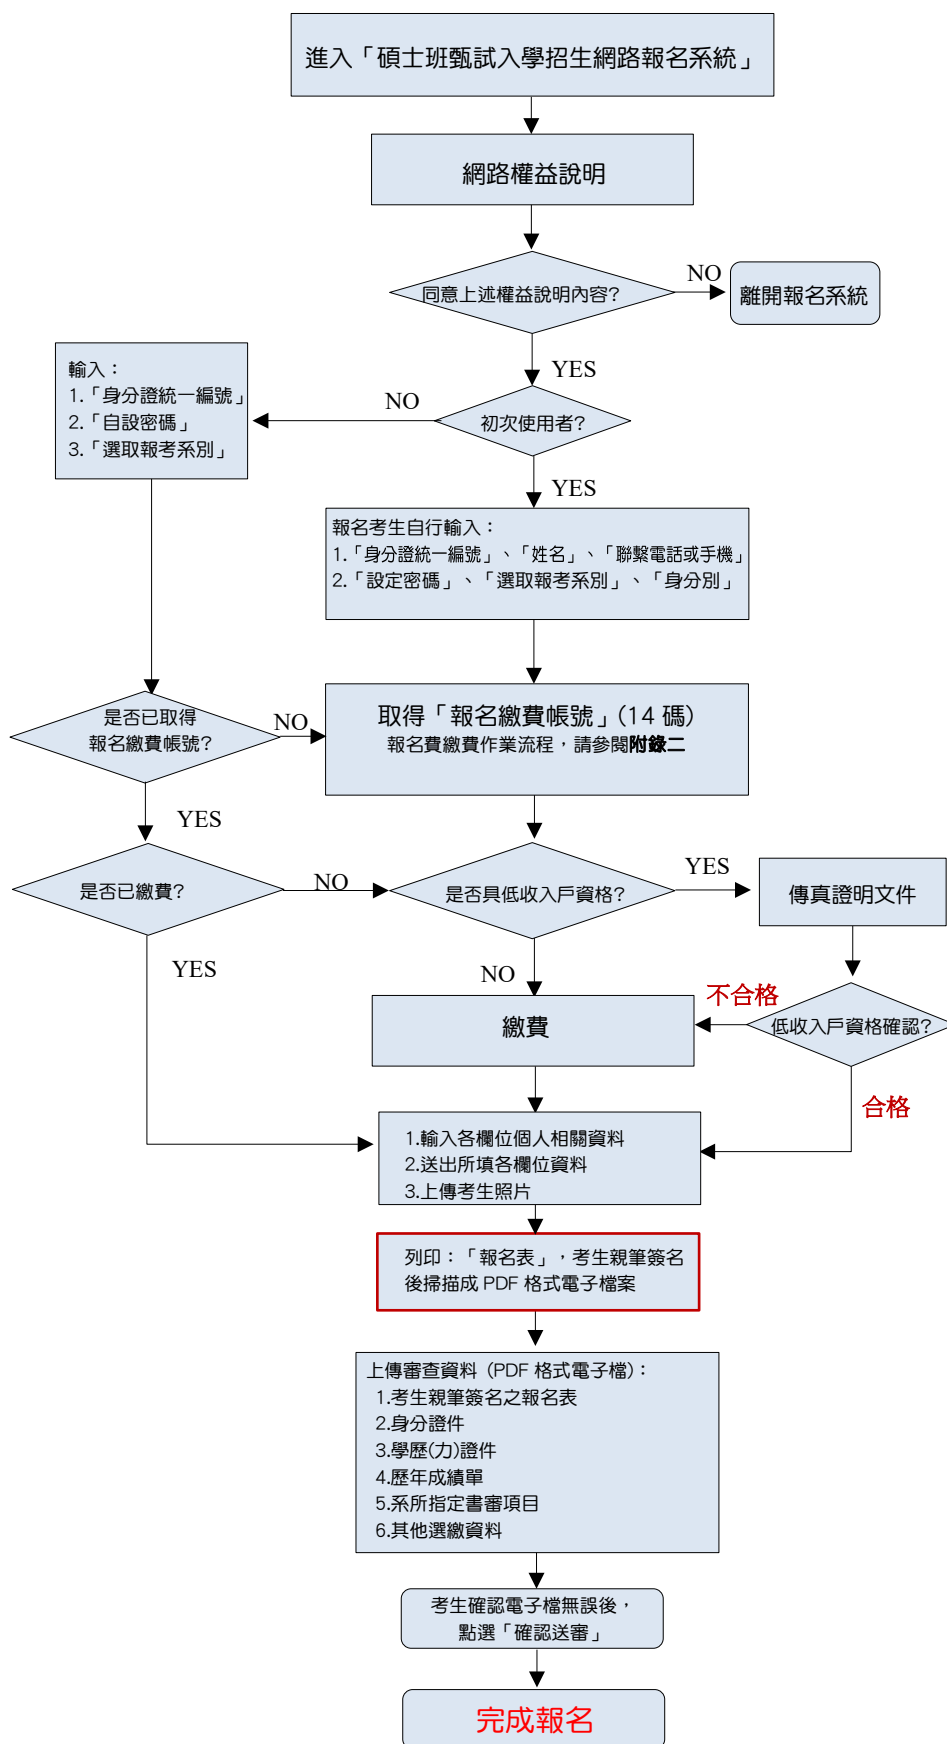 進入「碩士班甄試入學招生網路報名系統」
網路權益說明
同意上述權益說明內容?
NO
離開報名系統
YES
初次使用者?
NO
輸入：
1.「身分證統一編號」
2.「自設密碼」
3.「選取報考系別」
YES
報名考生自行輸入：
1.「身分證統一編號」、「姓名」、「聯繫電話或手機」
2.「設定密碼」、「選取報考系別」、「身分別」
是否已取得
報名繳費帳號?
NO
取得「報名繳費帳號」(14 碼)
報名費繳費作業流程，請參閱附錄二
YES
是否已繳費?
NO
是否具低收入戶資格?
YES
傳真證明文件
YES
NO
不合格
低收入戶資格確認?
繳費
合格
1.輸入各欄位個人相關資料
2.送出所填各欄位資料
3.上傳考生照片
列印：「報名表」，考生親筆簽名
後掃描成 PDF 格式電子檔案
上傳審查資料 (PDF 格式電子檔)：
1.考生親筆簽名之報名表
2.身分證件
3.學歷(力)證件
4.歷年成績單
5.系所指定書審項目
6.其他選繳資料
考生確認電子檔無誤後，
點選「確認送審」
完成報名